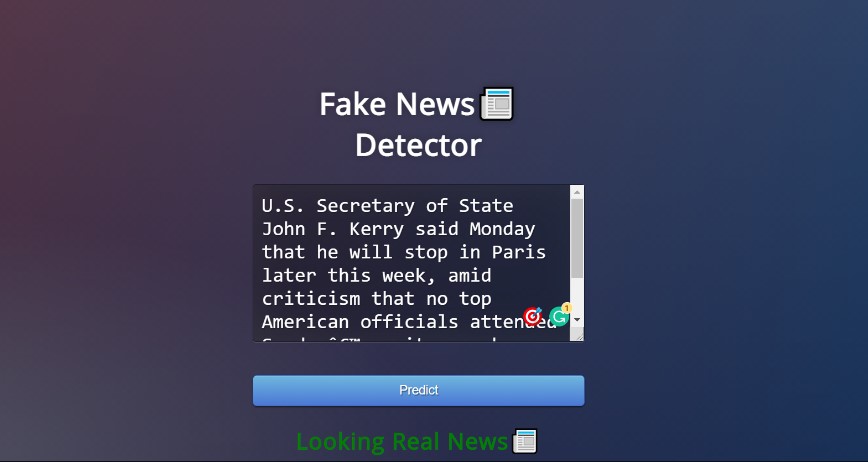 Fake News
Detector
U.S. Secretary of State
John F. Kerry said Monday
that he will stop in Paris
later this week, amid
criticism that no top
American officials attended
1
Predict
Looking Real News